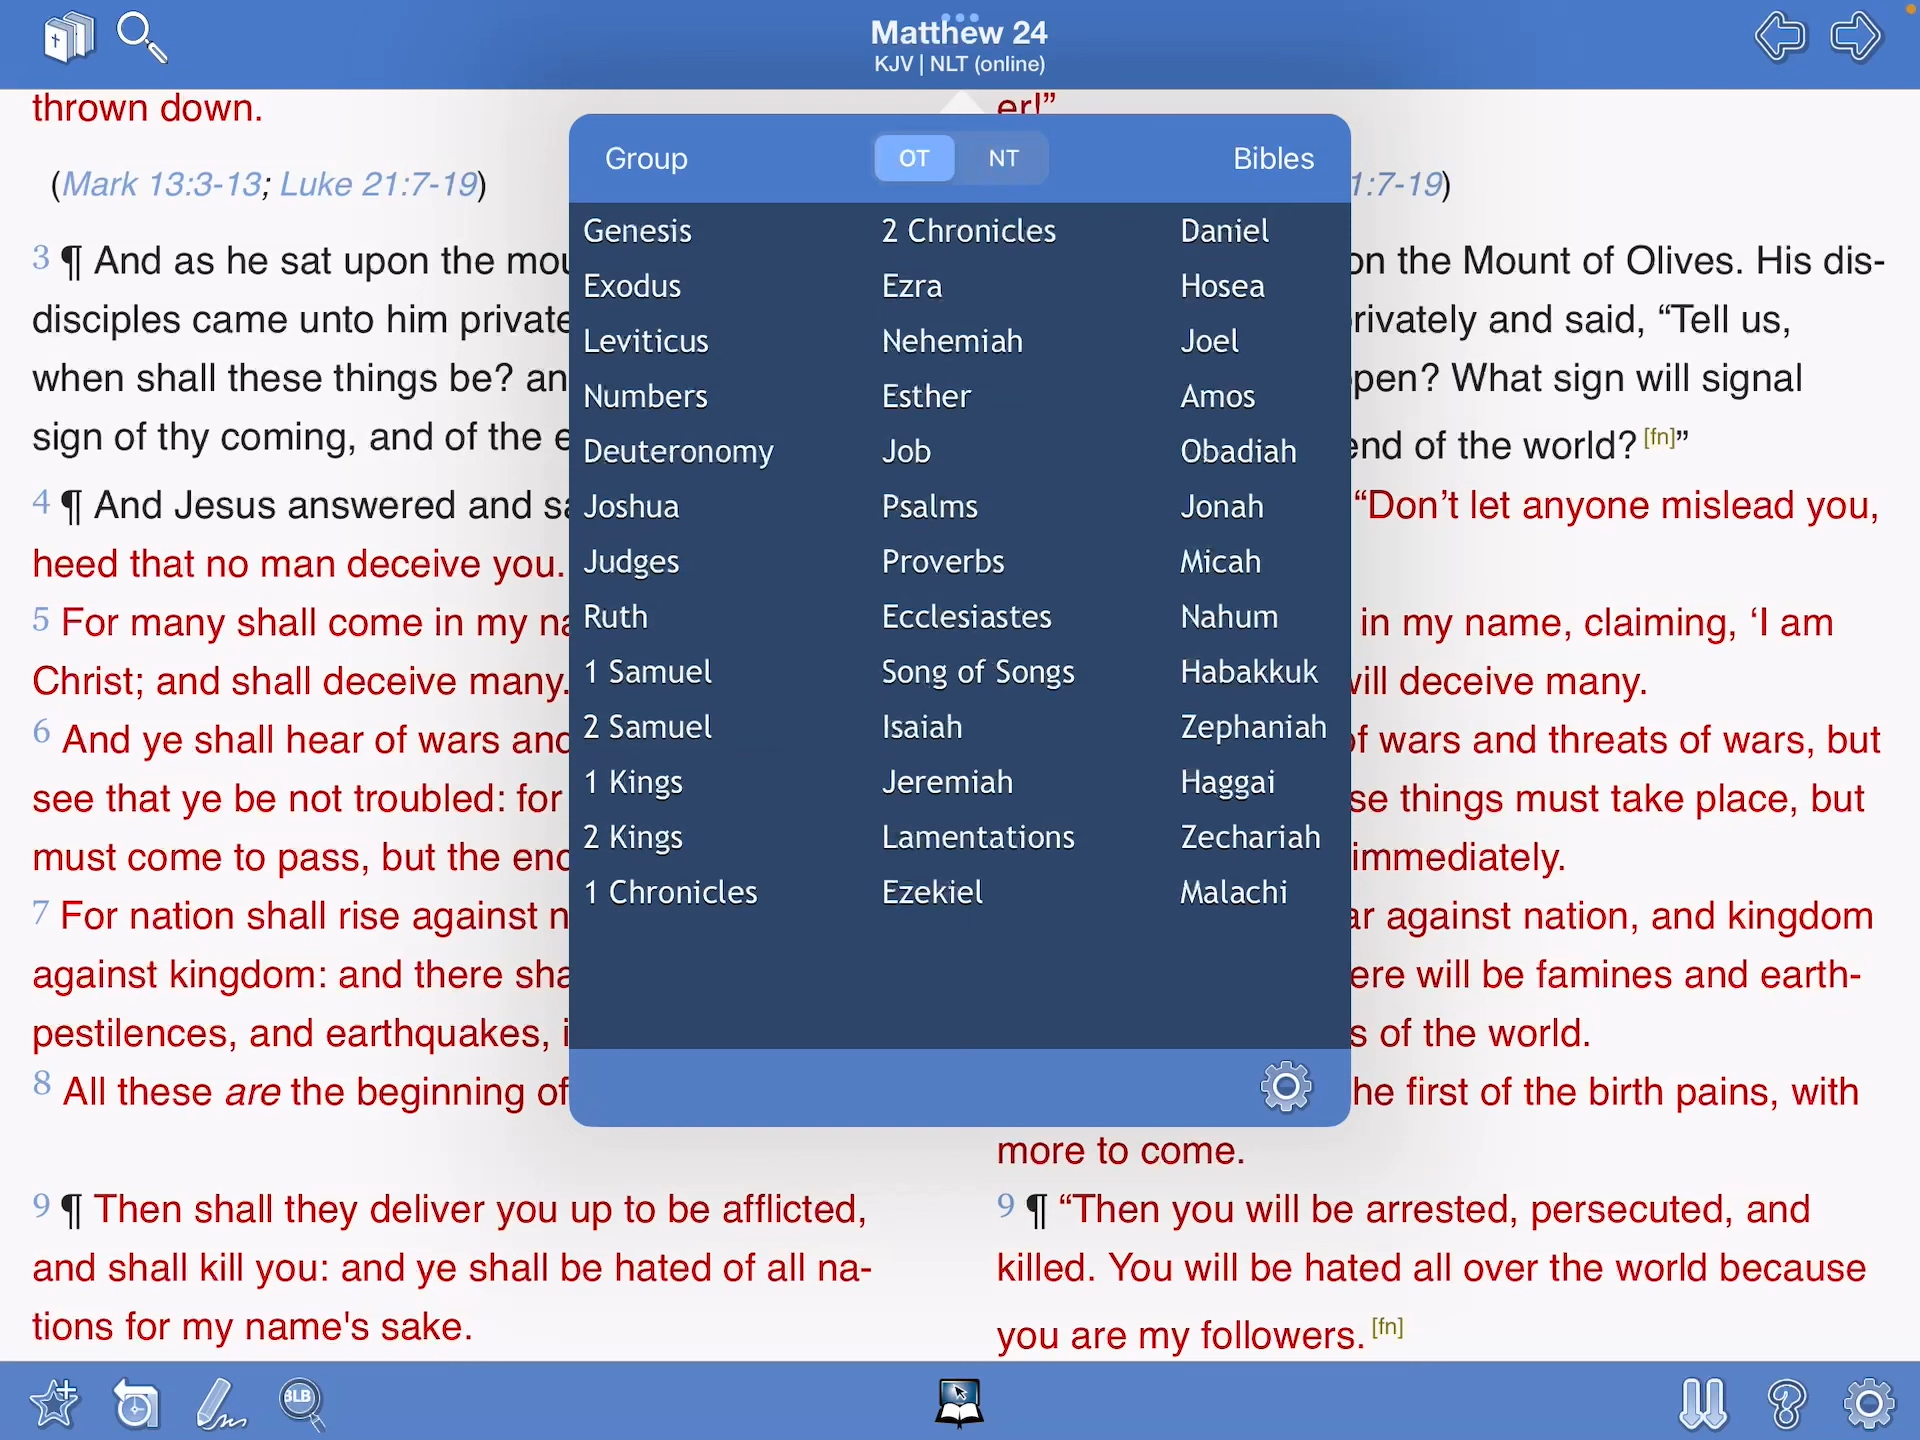 Matthew 24
KJV | NLT (online)
thrown down.
(Mark 13:3-13; Luke 21:7-19)
3 ¶ And as he sat upon the mou
disciples came unto him private
when shall these things be? an
sign of thy coming, and of the e
4 ¶ And Jesus answered and sa
heed that no man deceive you.
5 For many shall come in my na
Christ; and shall deceive many.
6 And ye shall hear of wars and
see that ye be not troubled: for
must come to pass, but the end
7 For nation shall rise against n
against kingdom: and there sha
pestilences, and earthquakes, i
8 All these are the beginning of
9 ¶ Then shall they deliver you up to be afflicted,
and shall kill you: and ye shall be hated of all na-
tions for my name's sake.
Group
OT
NT
Bibles
Genesis
Exodus
Leviticus
Numbers
Deuteronomy
Joshua
Judges
Ruth
1 Samuel
2 Samuel
1 Kings
2 Kings
1 Chronicles
2 Chronicles
Ezra
Nehemiah
Esther
Job
Psalms
Proverbs
Ecclesiastes
Song of Songs
Isaiah
Jeremiah
Lamentations
Ezekiel
Daniel
Hosea
Joel
Amos
Obadiah
Jonah
Micah
Nahum
Habakkuk
Zephaniah
Haggai
Zechariah
Malachi
er!”
1:7-19)
on the Mount of Olives. His dis-
rivately and said, “Tell us,
pen? What sign will signal
end of the world? [fn]”
“Don’t let anyone mislead you,
in my name, claiming, ‘I am
will deceive many.
of wars and threats of wars, but
se things must take place, but
immediately.
ar against nation, and kingdom
ere will be famines and earth-
s of the world.
he first of the birth pains, with
more to come.
9 ¶ “Then you will be arrested, persecuted, and
killed. You will be hated all over the world because
you are my followers. [fn]
BLB